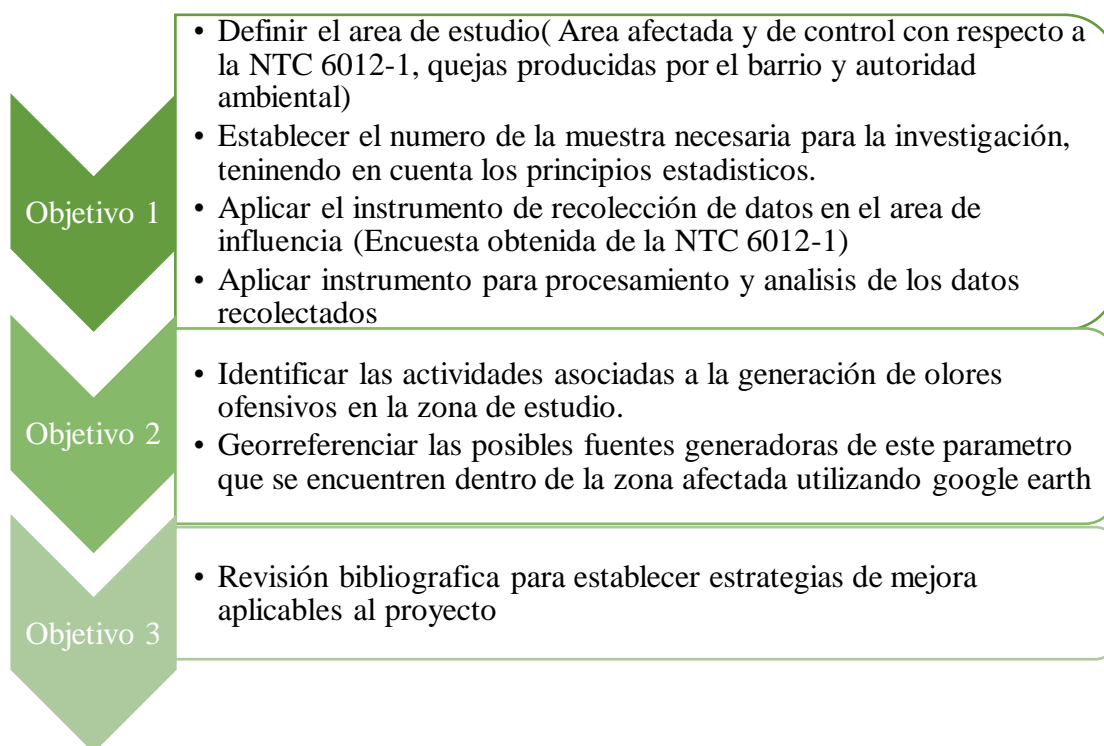 • Definir el area de estudio( Area afectada y de control con respecto a
la NTC 6012-1, quejas producidas por el barrio y autoridad
ambiental)
• Establecer el numero de la muestra necesaria para la investigación,
teninendo en cuenta los principios estadisticos.
Objetivo 1
• Aplicar el instrumento de recolección de datos en el area de
influencia (Encuesta obtenida de la NTC 6012-1)
• Aplicar instrumento para procesamiento y analisis de los datos
recolectados
• Identificar las actividades asociadas a la generación de olores
ofensivos en la zona de estudio.
Objetivo 2
• Georreferenciar las posibles fuentes generadoras de este parametro
que se encuentren dentro de la zona afectada utilizando google earth
• Revisión bibliografica para establecer estrategias de mejora
aplicables al proyecto
Objetivo 3